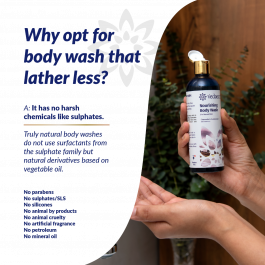 Why opt for
body wash that
lather less?
A: It has no harsh
chemicals like sulphates.
Truly natural body washes
do not use surfactants from
the sulphate family but
natural derivatives based on
vegetable oil.
No parabens
No sulphates/SLS
No silicones
No animal by products
No animal cruelty
No artificial fragrance
No petroleum
No mineral oil
Nourishing
Body Wash